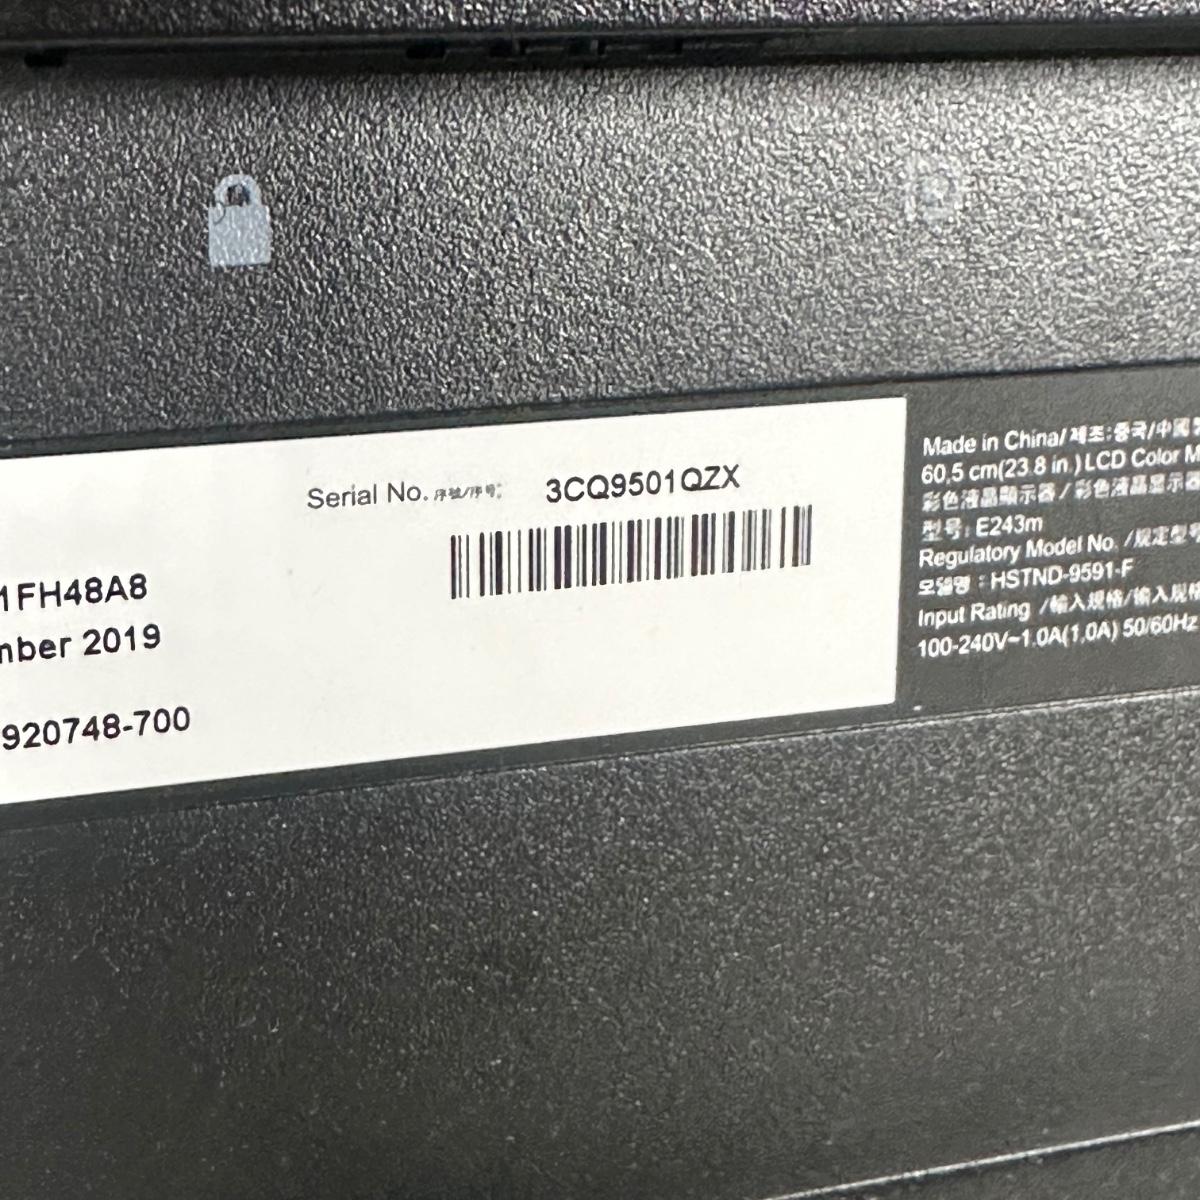 Serial No. 序號/序号: 3CQ9501QZX
1FH48A8
mber 2019
920748-700
Made in China/제조:중국/中國
60.5 cm(23.8 in.)LCD Color M
彩色液晶顯示器/彩色液晶显示器
型号: E243m
Regulatory Model No. /規定型号
모델명 : HSTND-9591-F
Input Rating /輸入規格/输入规格
100-240V~1.0A(1.0A) 50/60Hz